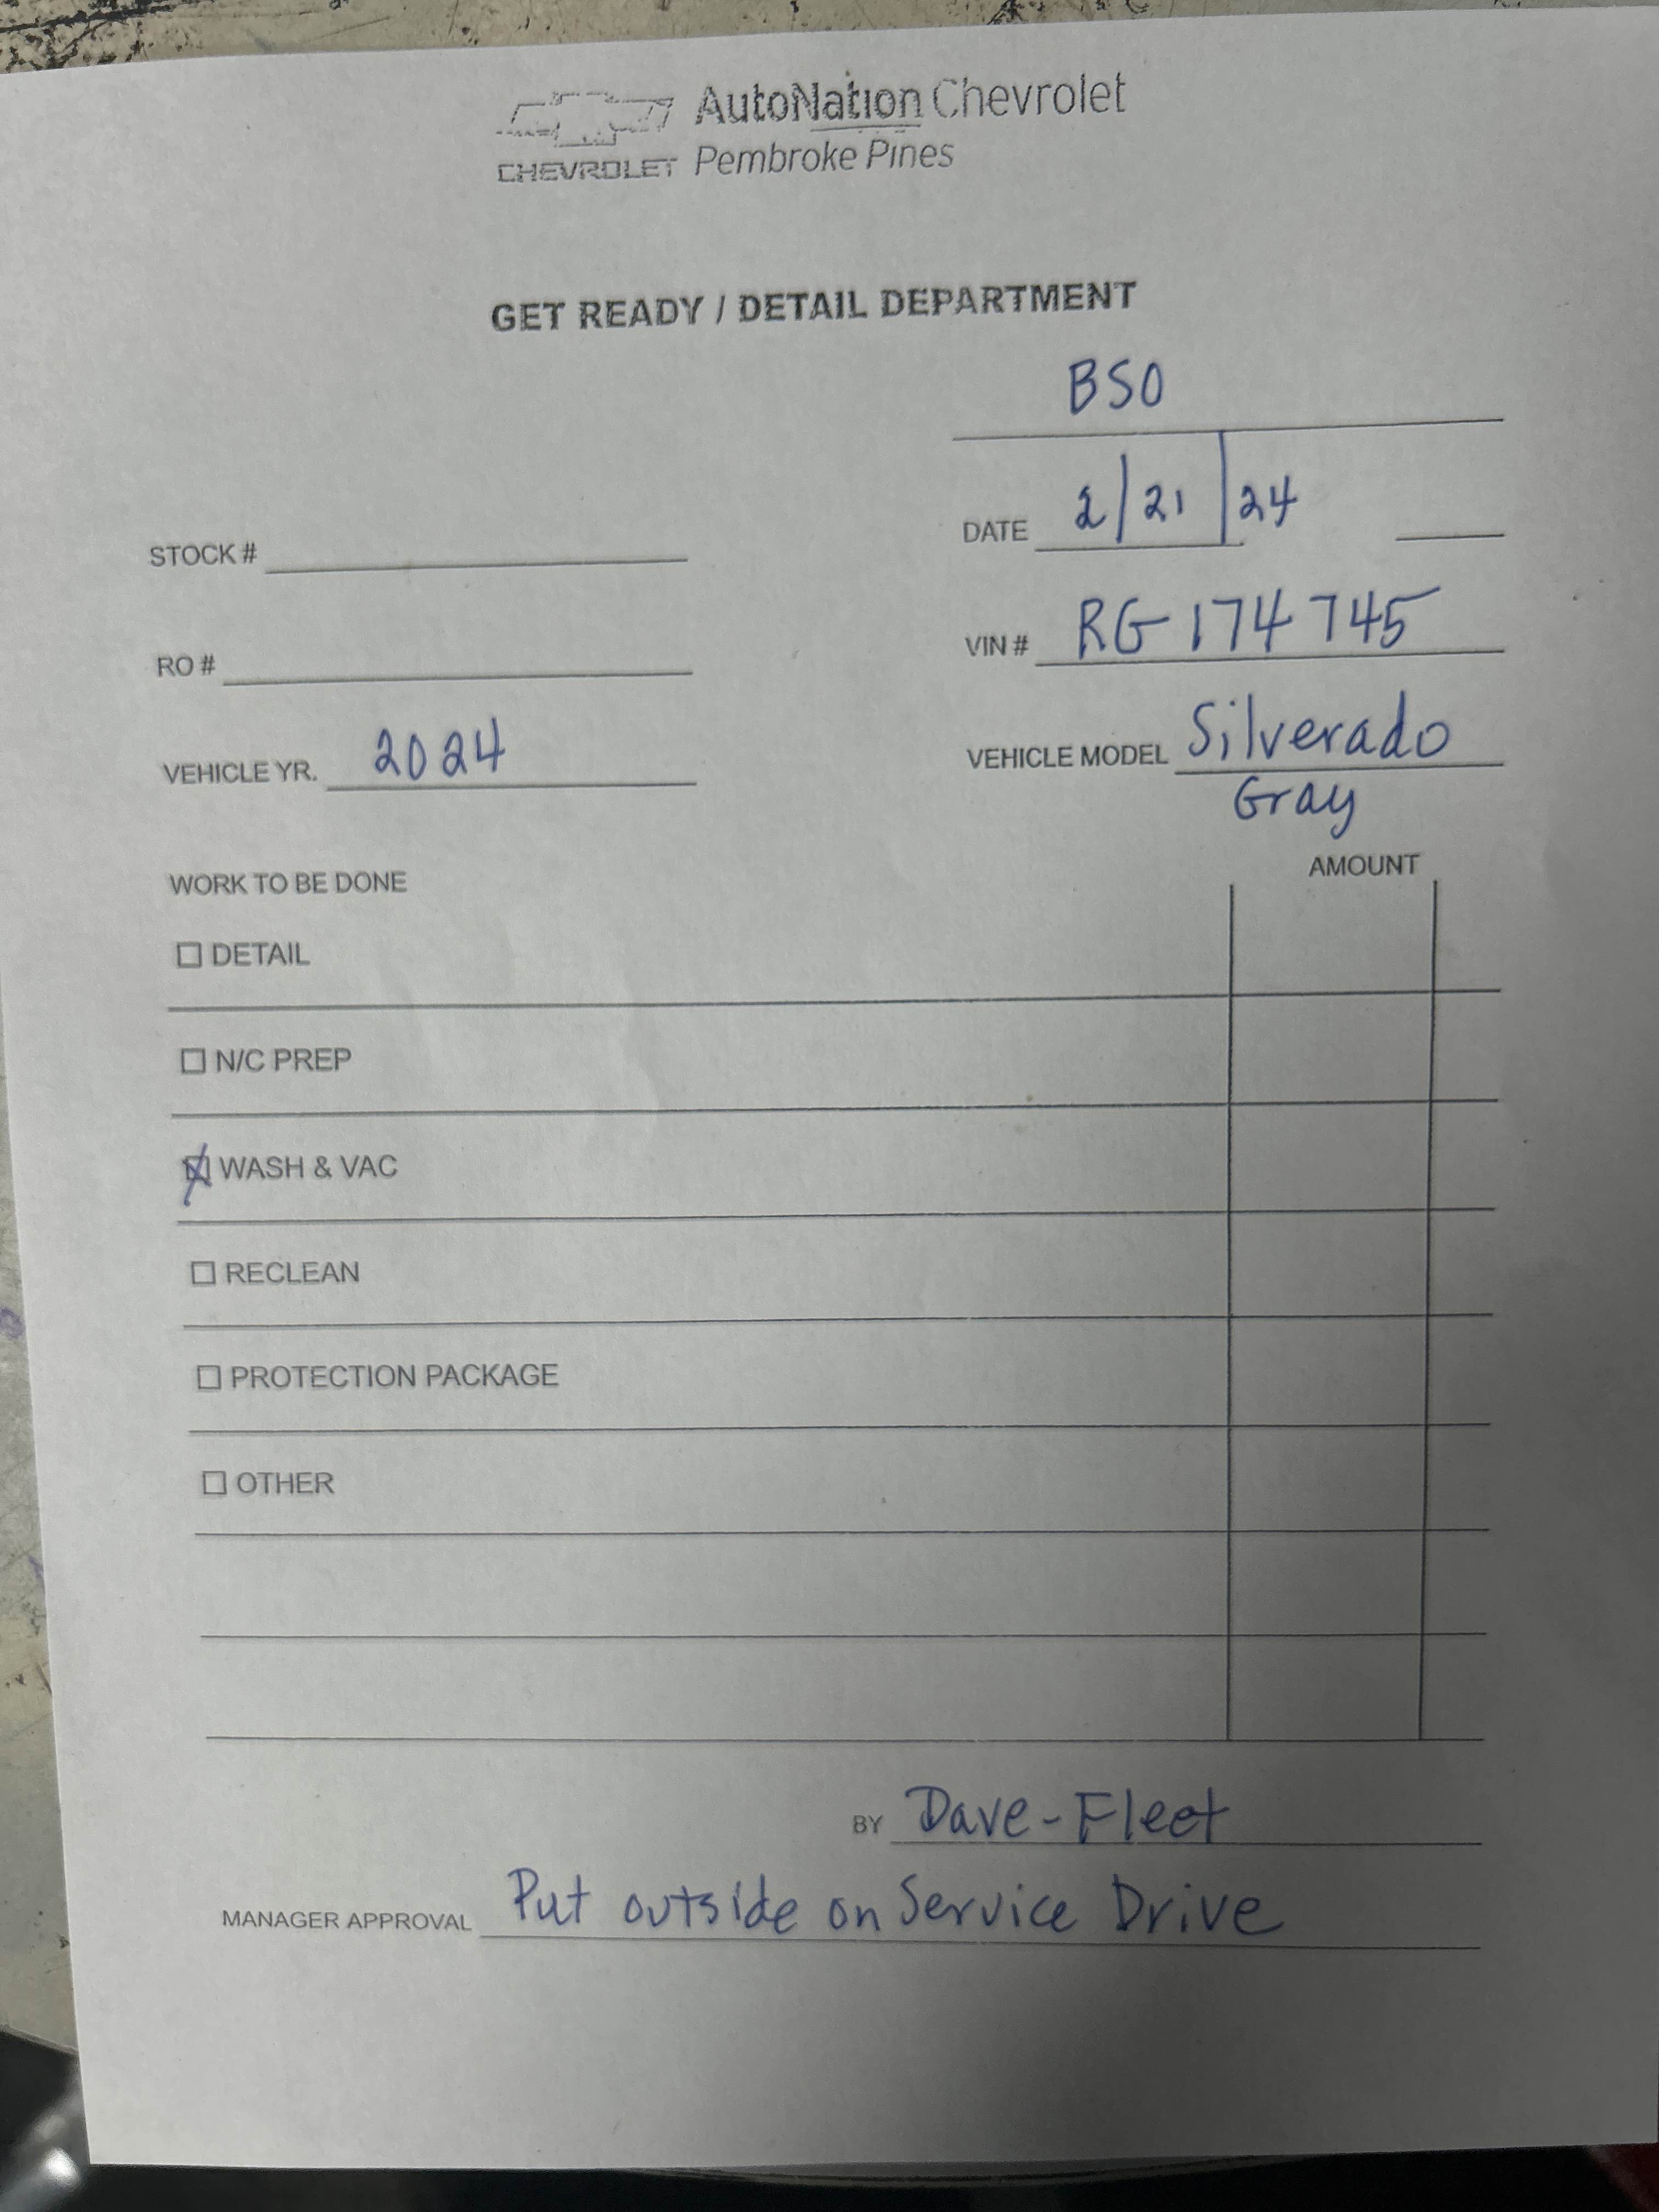 AutoNation Chevrolet
CHEVROLET Pembroke Pines
GET READY / DETAIL DEPARTMENT
BSO
STOCK # DATE 2/21/24
RO # VIN # RG174745
VEHICLE YR. 2024 VEHICLE MODEL Silverado
Gray
WORK TO BE DONE AMOUNT
DETAIL
N/C PREP
WASH & VAC
RECLEAN
PROTECTION PACKAGE
OTHER
BY Dave-Fleet
MANAGER APPROVAL Put outside on Service Drive